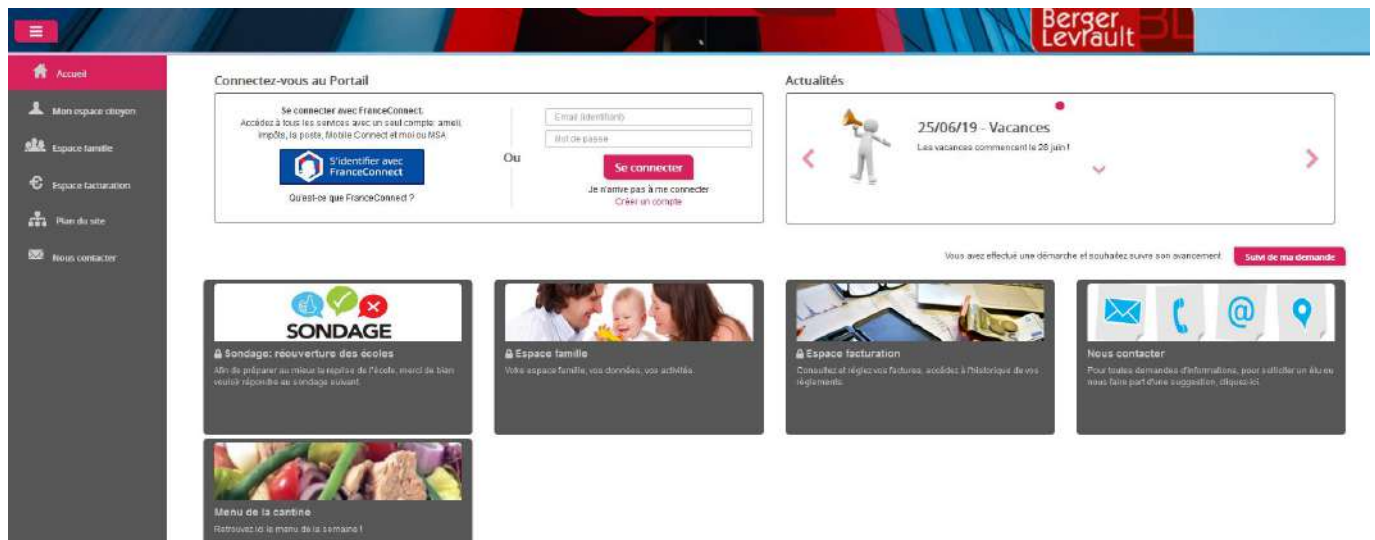 Berger
Levrault
BL
Accueil
Mon espace citoyen
Espace famille
Espace facturation
Plan du site
Nous contacter
Connectez-vous au Portail
Se connecter avec FranceConnect.
Accédez à tous les services avec un seul compte: ameli,
impôts, la poste, Mobile Connect et moi ou MSA.
S'identifier avec
FranceConnect
Qu'est-ce que FranceConnect ?
Ou
Email (identifiant)
Mot de passe
Se connecter
Je n'arrive pas à me connecter
Créer un compte
Actualités
25/06/19 - Vacances
Les vacances commencent le 28 juin !
Vous avez effectué une démarche et souhaitez suivre son avancement
Suivi de ma demande
SONDAGE
Sondage: réouverture des écoles
Afin de préparer au mieux la reprise de l'école, merci de bien
vouloir répondre au sondage suivant.
Espace famille
Votre espace famille, vos données, vos activités.
Espace facturation
Consultez et réglez vos factures, accédez à l'historique de vos
règlements.
Nous contacter
Pour toutes demandes d'informations, pour solliciter un élu ou
nous faire part d'une suggestion, cliquez-ici.
Menu de la cantine
Retrouvez ici le menu de la semaine !